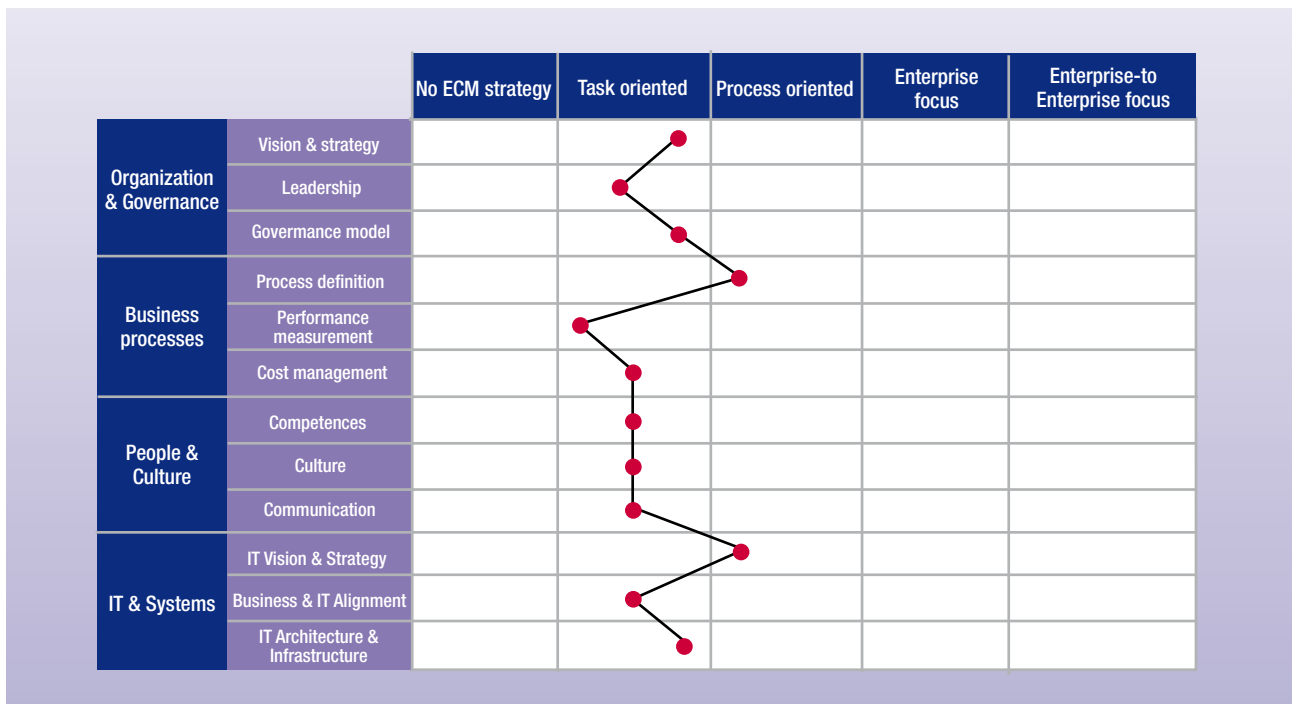 No ECM strategy
Task oriented
Process oriented
Enterprise
focus
Enterprise-to
Enterprise focus
Organization
& Governance
Vision & strategy
Leadership
Govermance model
Business
processes
Process definition
Performance
measurement
Cost management
People &
Culture
Competences
Culture
Communication
IT & Systems
IT Vision & Strategy
Business & IT Alignment
IT Architecture &
Infrastructure